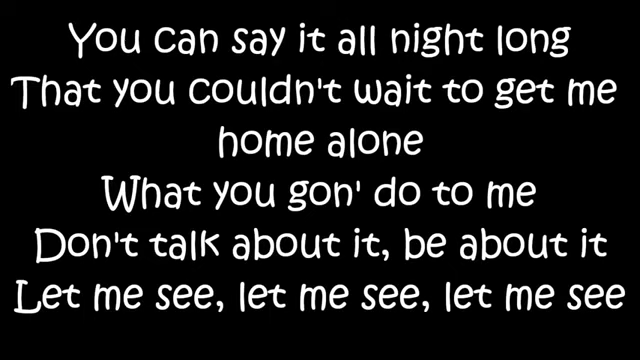 You can say it all night long
That you couldn't wait to get me
home alone
What you gon' do to me
Don't talk about it, be about it
Let me see, let me see, let me see